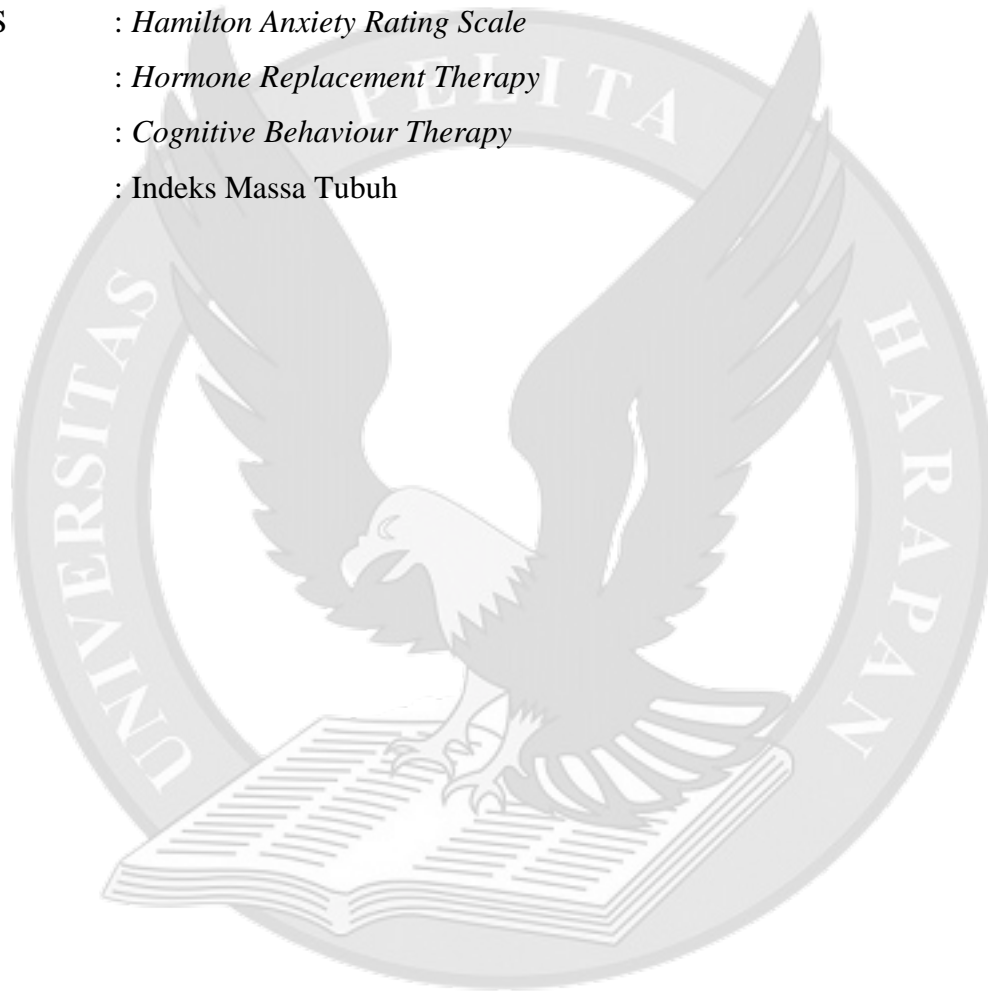 S : Hamilton Anxiety Rating Scale
: Hormone Replacement Therapy
: Cognitive Behaviour Therapy
: Indeks Massa Tubuh
UNIVERSITAS PELITA HARAPAN